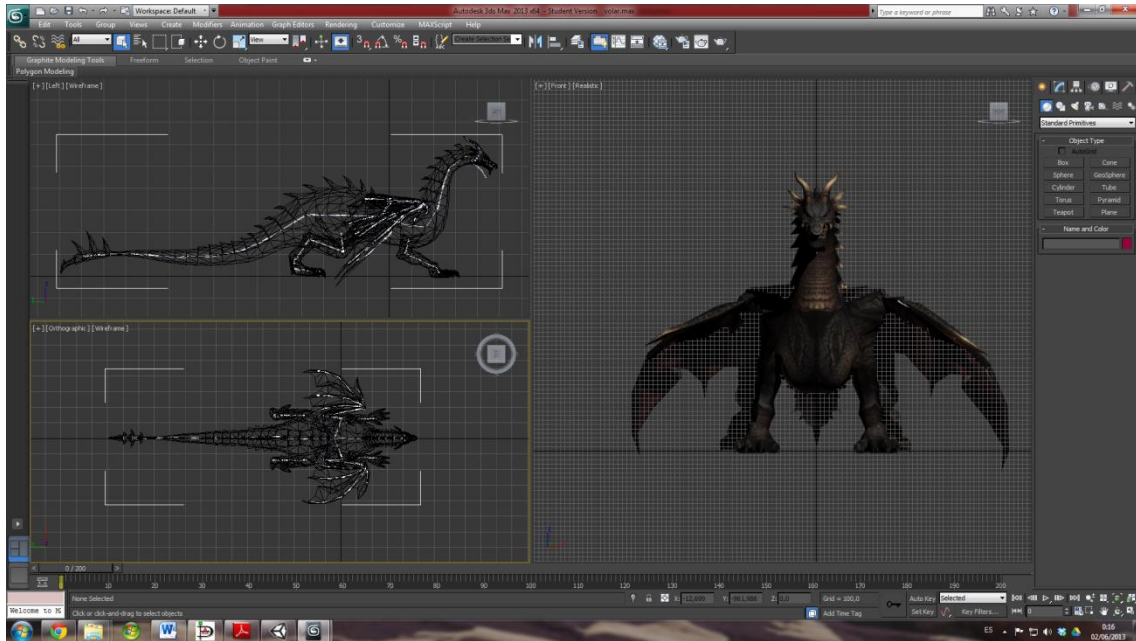 Workspace: Default
Autodesk 3ds Max 2013 x64 - Student Version volar.max
Type a keyword or phrase
Edit Tools Group Views Create Modifiers Animation Graph Editors Rendering Customize MAXScript Help
All
View
Create Selection Se
Graphite Modeling Tools Freeform Selection Object Paint
Polygon Modeling
[+][Left][Wireframe]
[+][Front][Realistic]
Standard Primitives
Object Type
AutoGrid
Box Cone
Sphere GeoSphere
Cylinder Tube
Torus Pyramid
Teapot Plane
Name and Color
[+][Orthographic][Wireframe]
0 / 200
10 20 30 40 50 60 70 80 90 100 110 120 130 140 150 160 170 180 190 200
None Selected
X: -12,699 Y: -961,986 Z: 0,0
Grid = 100,0
Auto Key Selected
Welcome to M
Click or click-and-drag to select objects
Add Time Tag
Set Key Key Filters...
0
ES
0:16
02/06/2013